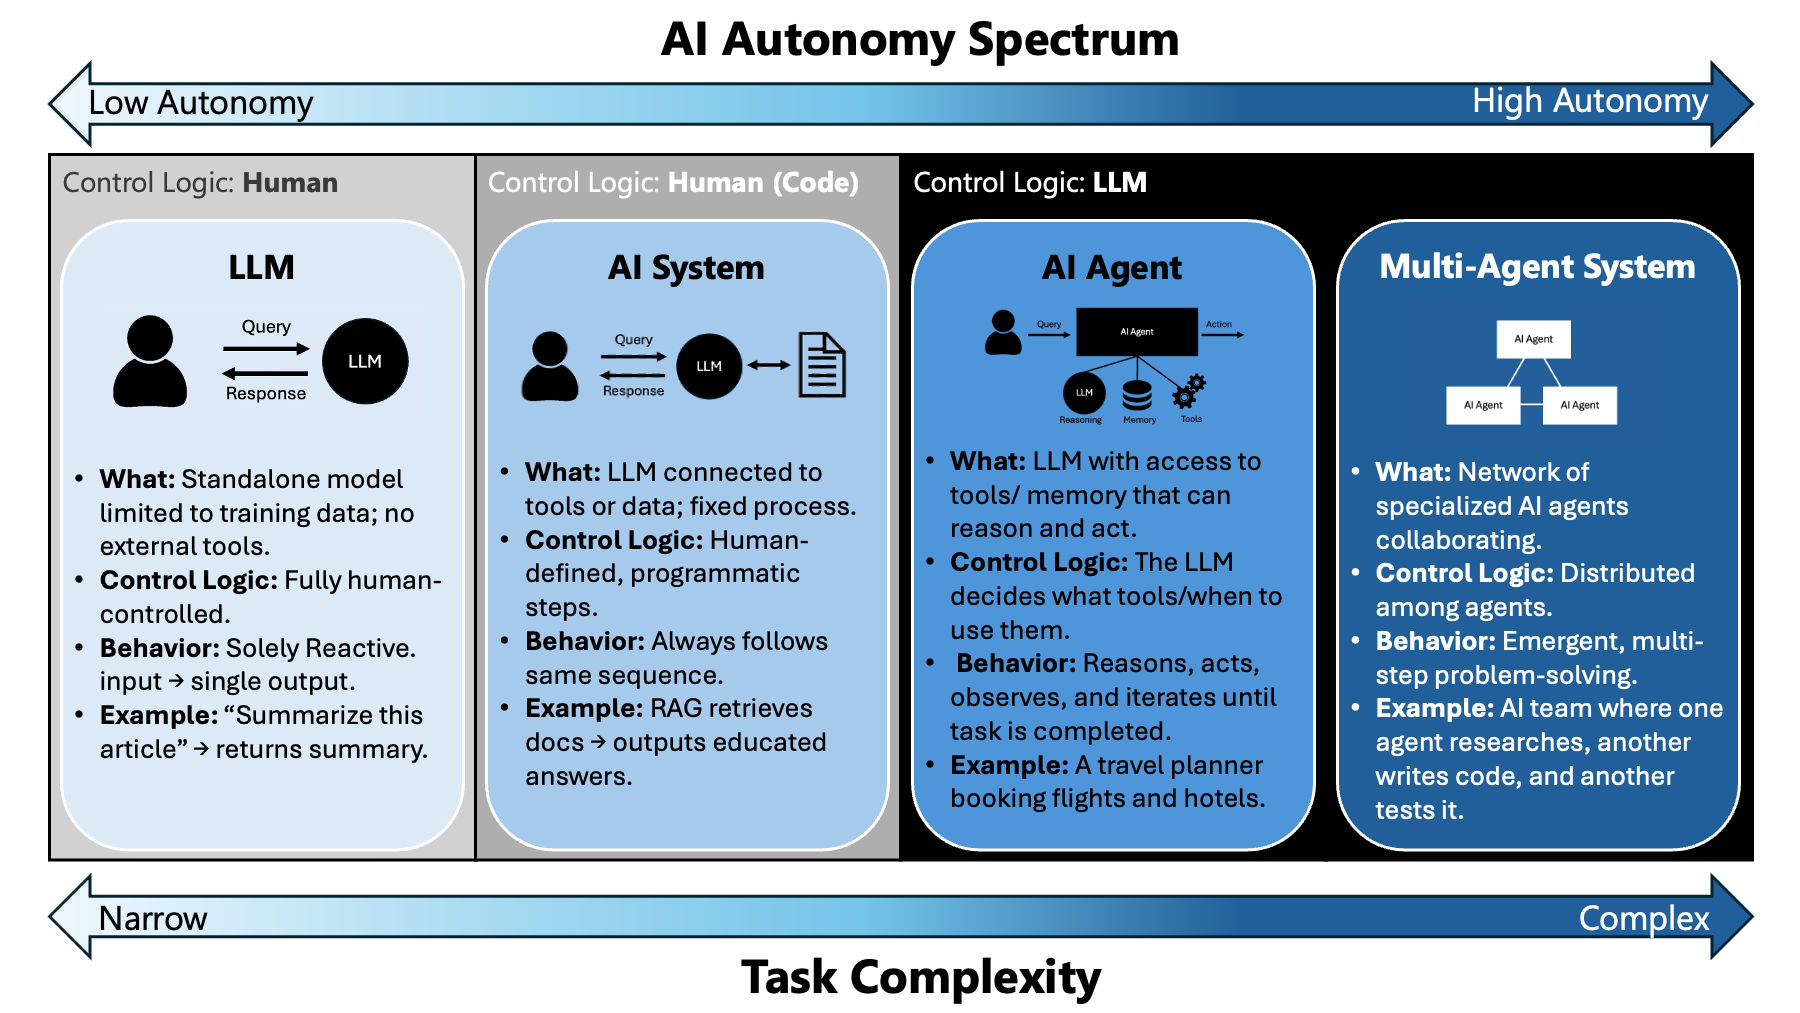 AI Autonomy Spectrum
Low Autonomy
High Autonomy
Control Logic: Human
LLM
Query
LLM
Response
• What: Standalone model
limited to training data; no
external tools.
• Control Logic: Fully human-
controlled.
• Behavior: Solely Reactive.
input → single output.
• Example: “Summarize this
article” → returns summary.
Control Logic: Human (Code)
AI System
Query
LLM
Response
• What: LLM connected to
tools or data; fixed process.
• Control Logic: Human-
defined, programmatic
steps.
• Behavior: Always follows
same sequence.
• Example: RAG retrieves
docs → outputs educated
answers.
Control Logic: LLM
AI Agent
Query
AI Agent
Action
LLM
Reasoning
Memory
Tools
• What: LLM with access to
tools/ memory that can
reason and act.
• Control Logic: The LLM
decides what tools/when to
use them.
• Behavior: Reasons, acts,
observes, and iterates until
task is completed.
• Example: A travel planner
booking flights and hotels.
Multi-Agent System
AI Agent
AI Agent
AI Agent
• What: Network of
specialized AI agents
collaborating.
• Control Logic: Distributed
among agents.
• Behavior: Emergent, multi-
step problem-solving.
• Example: AI team where one
agent researches, another
writes code, and another
tests it.
Narrow
Complex
Task Complexity